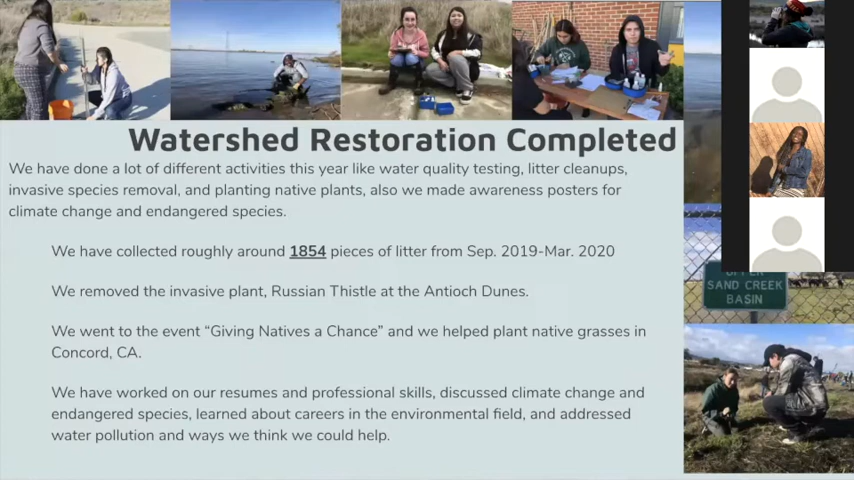 Watershed Restoration Completed
We have done a lot of different activities this year like water quality testing, litter cleanups,
invasive species removal, and planting native plants, also we made awareness posters for
climate change and endangered species.
We have collected roughly around 1854 pieces of litter from Sep. 2019-Mar. 2020
We removed the invasive plant, Russian Thistle at the Antioch Dunes.
We went to the event “Giving Natives a Chance” and we helped plant native grasses in
Concord, CA.
We have worked on our resumes and professional skills, discussed climate change and
endangered species, learned about careers in the environmental field, and addressed
water pollution and ways we think we could help.
UPPER
SAND CREEK
BASIN